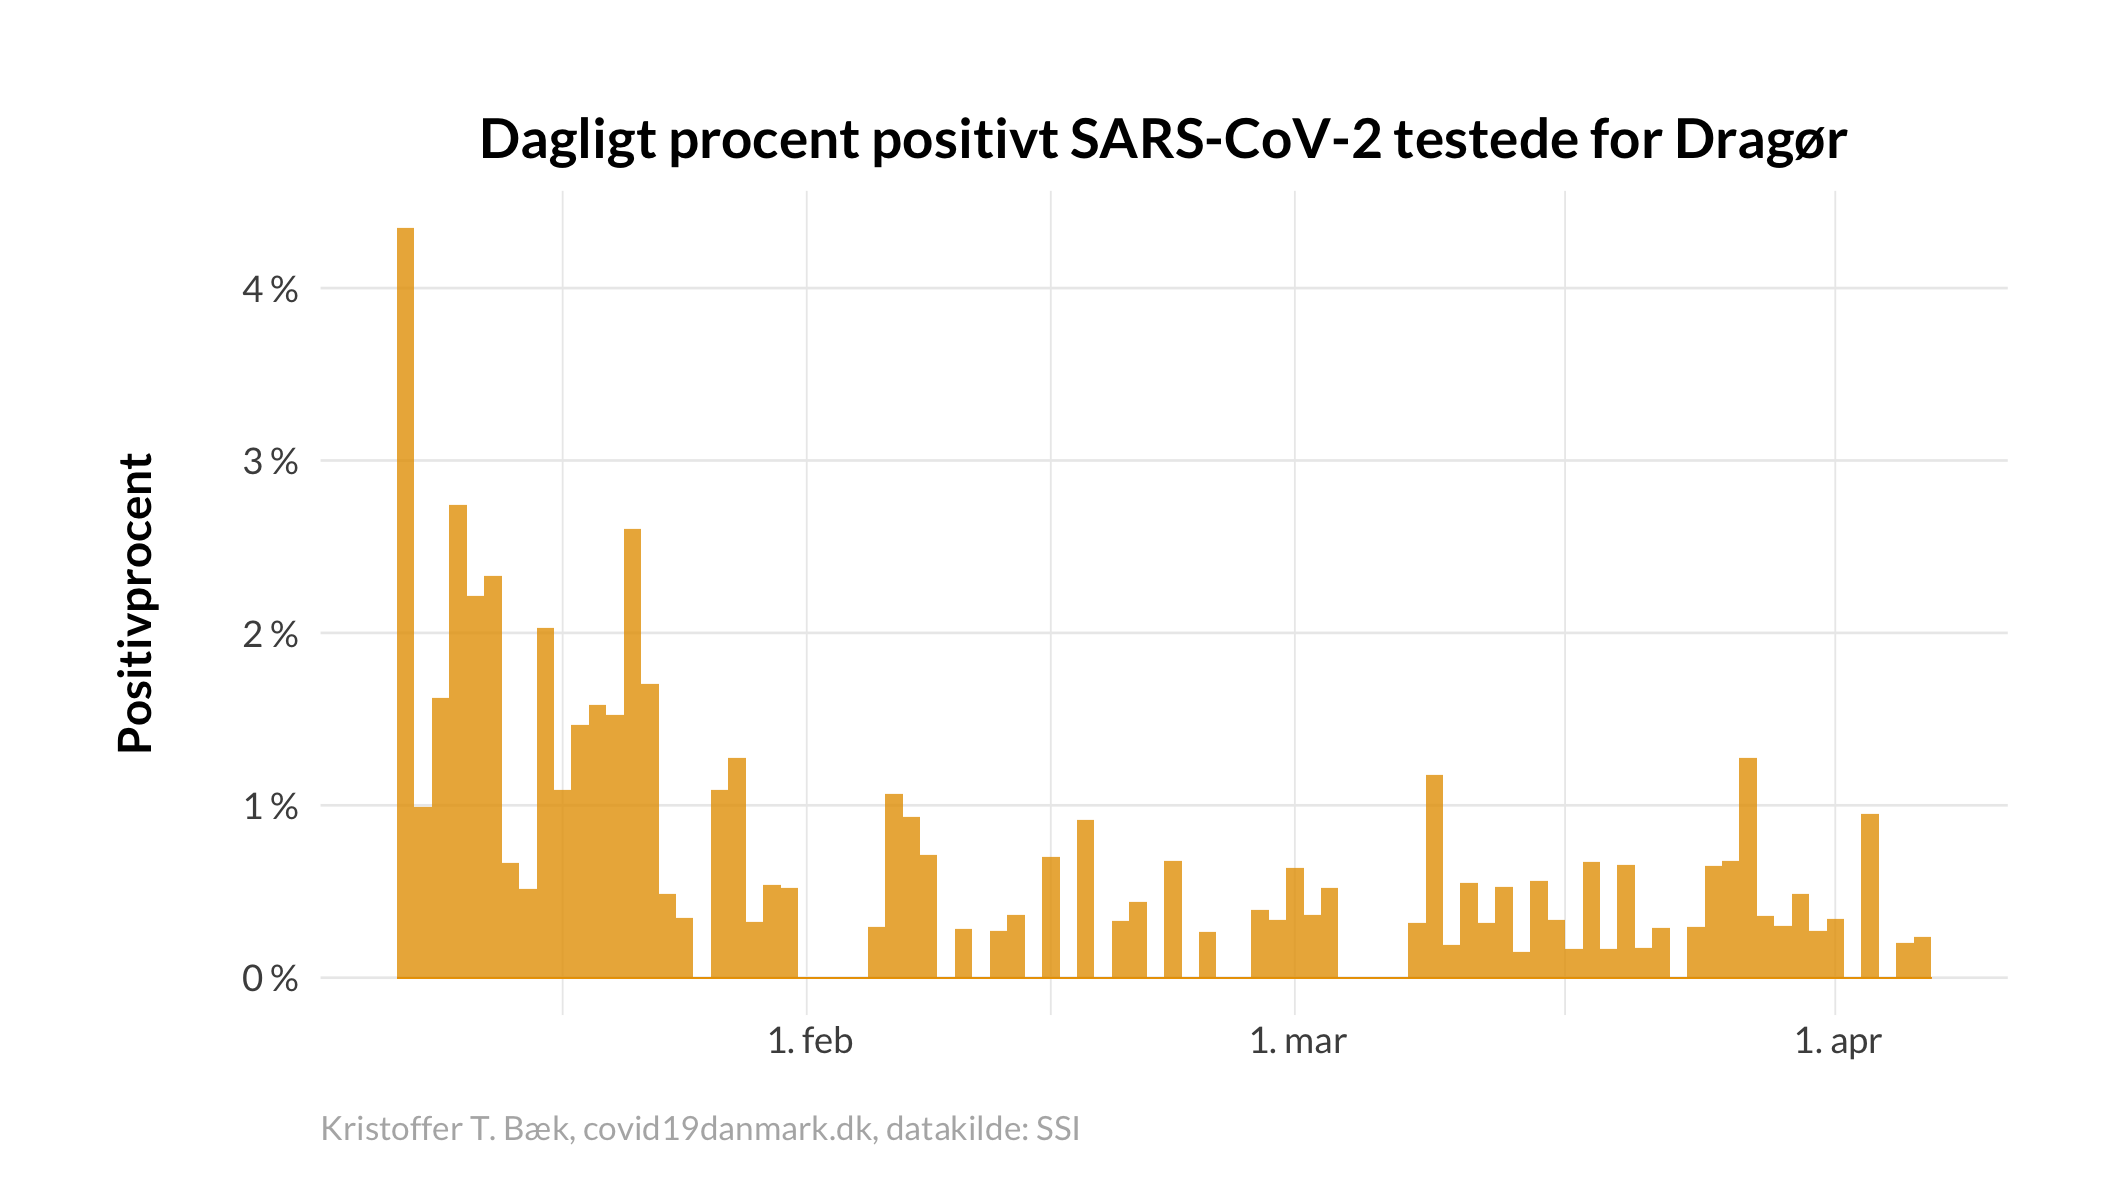 Dagligt procent positivt SARS-CoV-2 testede for Dragør
Positivprocent
4 %
3 %
2 %
1 %
0 %
1. feb
1. mar
1. apr
Kristoffer T. Bæk, covid19danmark.dk, datakilde: SSI